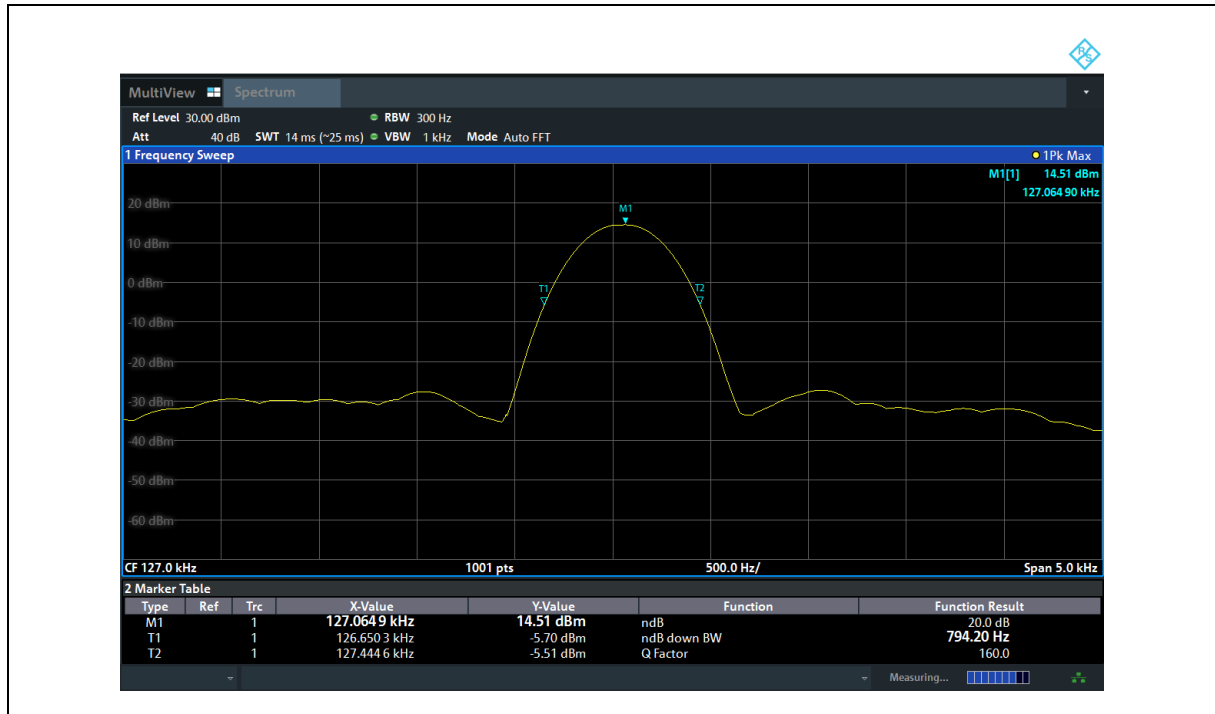 R&S
MultiView Spectrum
Ref Level 30.00 dBm RBW 300 Hz
Att 40 dB SWT 14 ms (~25 ms) VBW 1 kHz Mode Auto FFT
1 Frequency Sweep 1Pk Max
M1[1] 14.51 dBm
127.064 90 kHz
20 dBm
M1
10 dBm
0 dBm
T1 T2
-10 dBm
-20 dBm
-30 dBm
-40 dBm
-50 dBm
-60 dBm
CF 127.0 kHz 1001 pts 500.0 Hz/ Span 5.0 kHz
2 Marker Table
Type Ref Trc X-Value Y-Value Function Function Result
M1 1 127.064 9 kHz 14.51 dBm ndB 20.0 dB
T1 1 126.650 3 kHz -5.70 dBm ndB down BW 794.20 Hz
T2 1 127.444 6 kHz -5.51 dBm Q Factor 160.0
Measuring...